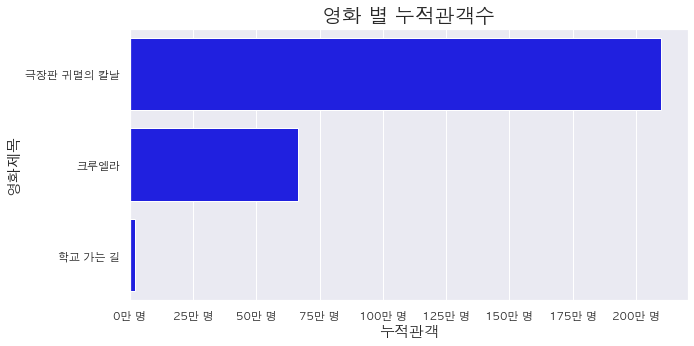 영화 별 누적관객수
영화제목
극장판 귀멸의 칼날
크루엘라
학교 가는 길
0만 명 25만 명 50만 명 75만 명 100만 명 125만 명 150만 명 175만 명 200만 명
누적관객